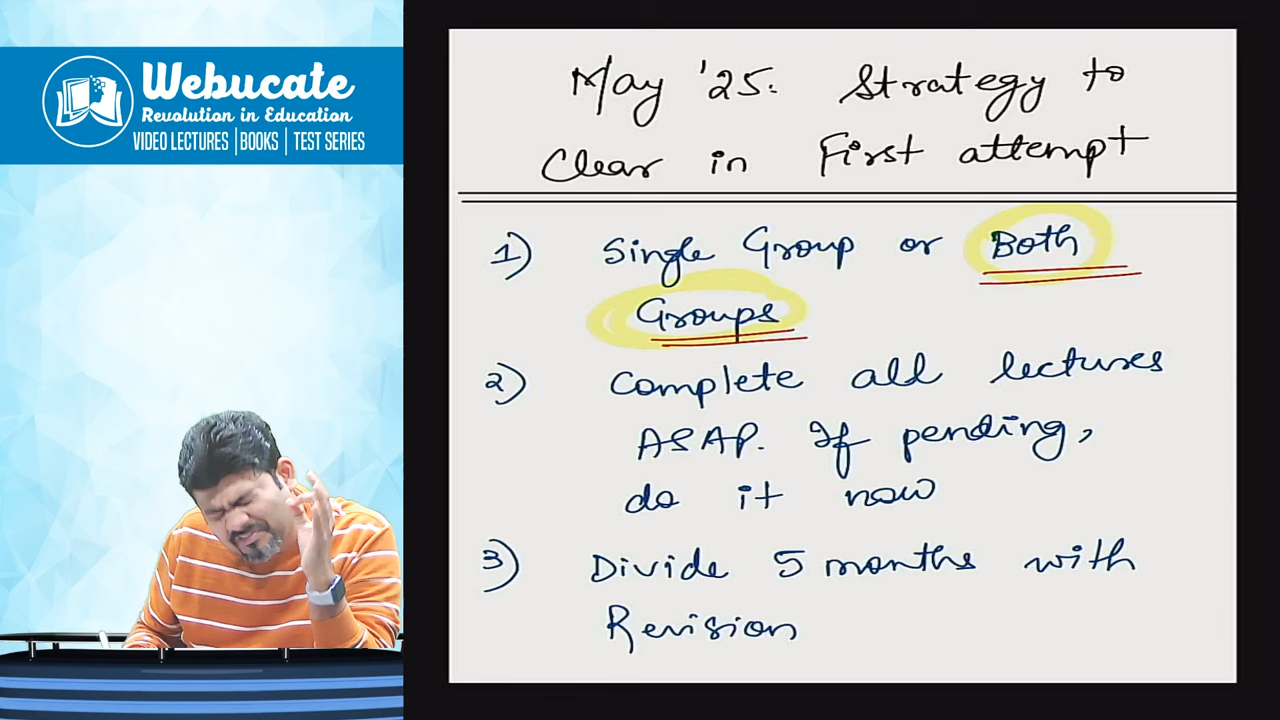 Webucate
Revolution in Education
VIDEO LECTURES | BOOKS | TEST SERIES
May '25: Strategy to
Clear in First attempt
1) Single Group or Both
Groups
2) Complete all lectures
ASAP. If pending,
do it now
3) Divide 5 months with
Revision